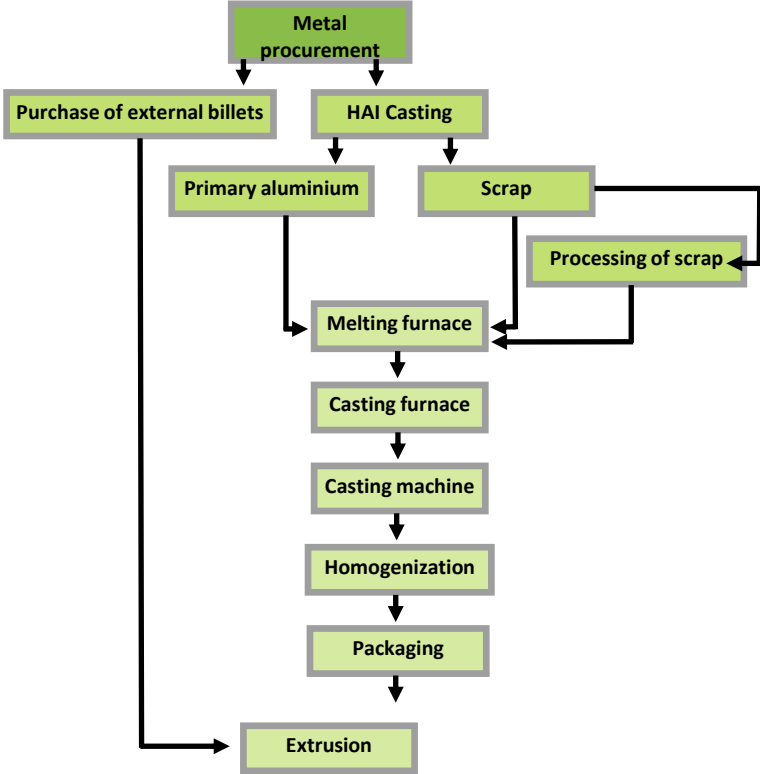 Metal
procurement
Purchase of external billets
HAI Casting
Primary aluminium
Scrap
Processing of scrap
Melting furnace
Casting furnace
Casting machine
Homogenization
Packaging
Extrusion